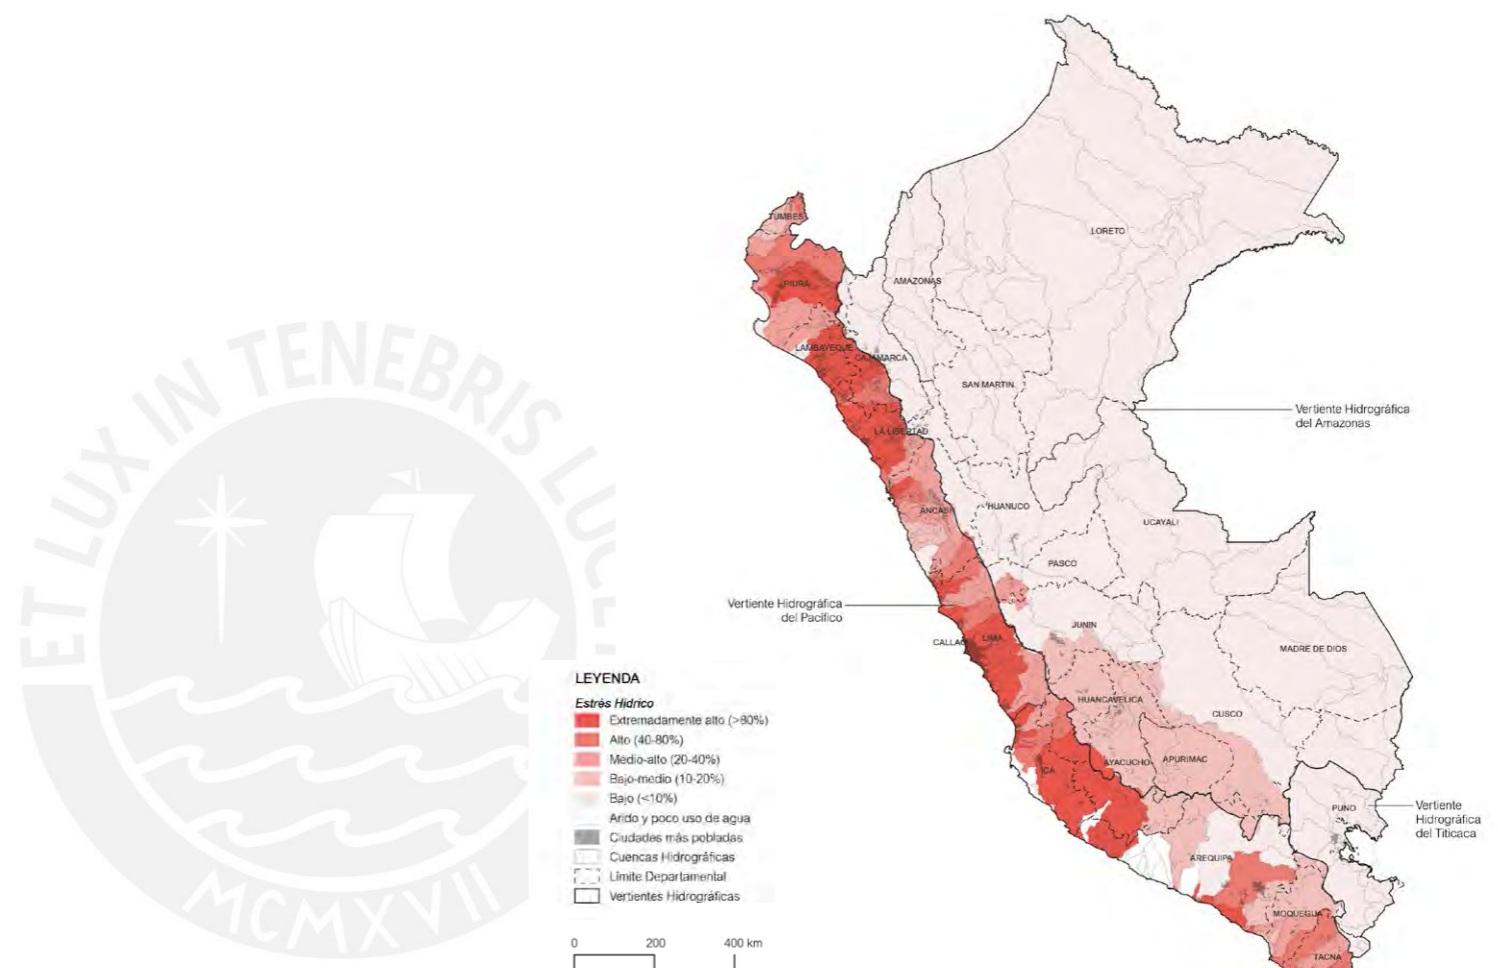 TUMBES
LORETO
PIURA
AMAZONAS
LAMBAYEQUE
CAJAMARCA
SAN MARTIN
Vertiente Hidrográfica
del Amazonas
LA LIBERTAD
ANCASH
HUANUCO
UCAYALI
PASCO
Vertiente Hidrográfica
del Pacífico
JUNIN
CALLAO
LIMA
MADRE DE DIOS
HUANCAVELICA
CUSCO
ICA
AYACUCHO
APURIMAC
PUNO
Vertiente
Hidrográfica
del Titicaca
AREQUIPA
MOQUEGUA
TACNA
LEYENDA
Estrés Hídrico
Extremadamente alto (>80%)
Alto (40-80%)
Medio-alto (20-40%)
Bajo-medio (10-20%)
Bajo (<10%)
Arido y poco uso de agua
Ciudades más pobladas
Cuencas Hidrográficas
Límite Departamental
Vertientes Hidrográficas
0 200 400 km
ET LUX IN TENEBRIS
MCMXVII